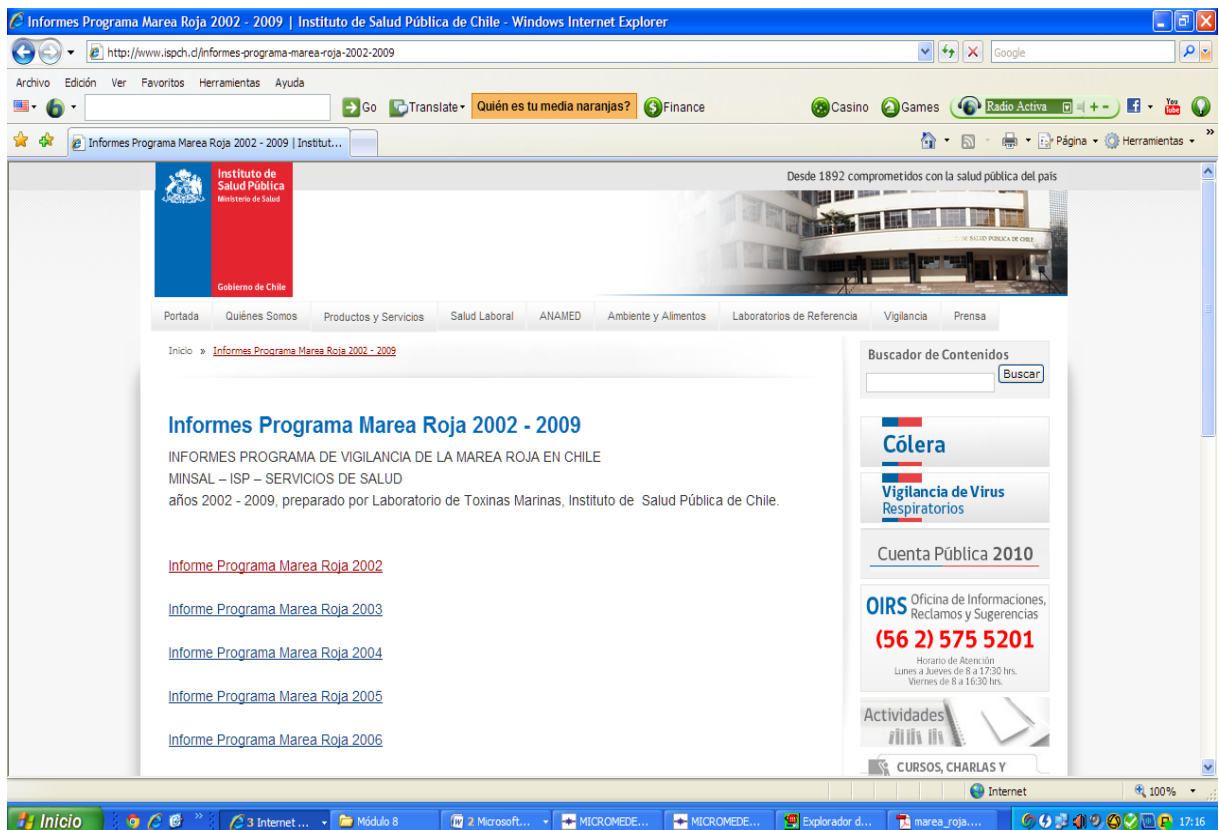 Informes Programa Marea Roja 2002 - 2009 | Instituto de Salud Pública de Chile - Windows Internet Explorer
http://www.ispch.cl/informes-programa-marea-roja-2002-2009
Google
Archivo Edición Ver Favoritos Herramientas Ayuda
Go Translate Quién es tu media naranjas? Finance Casino Games Radio Activa You Tube
Informes Programa Marea Roja 2002 - 2009 | Institut...
Página Herramientas
Instituto de
Salud Pública
Ministerio de Salud
Gobierno de Chile
Desde 1892 comprometidos con la salud pública del país
Portada Quiénes Somos Productos y Servicios Salud Laboral ANAMED Ambiente y Alimentos Laboratorios de Referencia Vigilancia Prensa
Inicio » Informes Programa Marea Roja 2002 - 2009
Informes Programa Marea Roja 2002 - 2009
INFORMES PROGRAMA DE VIGILANCIA DE LA MAREA ROJA EN CHILE
MINSAL – ISP – SERVICIOS DE SALUD
años 2002 - 2009, preparado por Laboratorio de Toxinas Marinas, Instituto de Salud Pública de Chile.
Informe Programa Marea Roja 2002
Informe Programa Marea Roja 2003
Informe Programa Marea Roja 2004
Informe Programa Marea Roja 2005
Informe Programa Marea Roja 2006
Buscador de Contenidos
Buscar
Cólera
Vigilancia de Virus
Respiratorios
Cuenta Pública 2010
OIRS Oficina de Informaciones,
Reclamos y Sugerencias
(56 2) 575 5201
Horario de Atención
Lunes a Jueves de 8 a 17:30 hrs.
Viernes de 8 a 16:30 hrs.
Actividades
CURSOS, CHARLAS Y
Internet 100%
Inicio 3 Internet ... Módulo 8 2 Microsoft... MICROMEDE... MICROMEDE... Explorador d... marea_roja.... 17:16